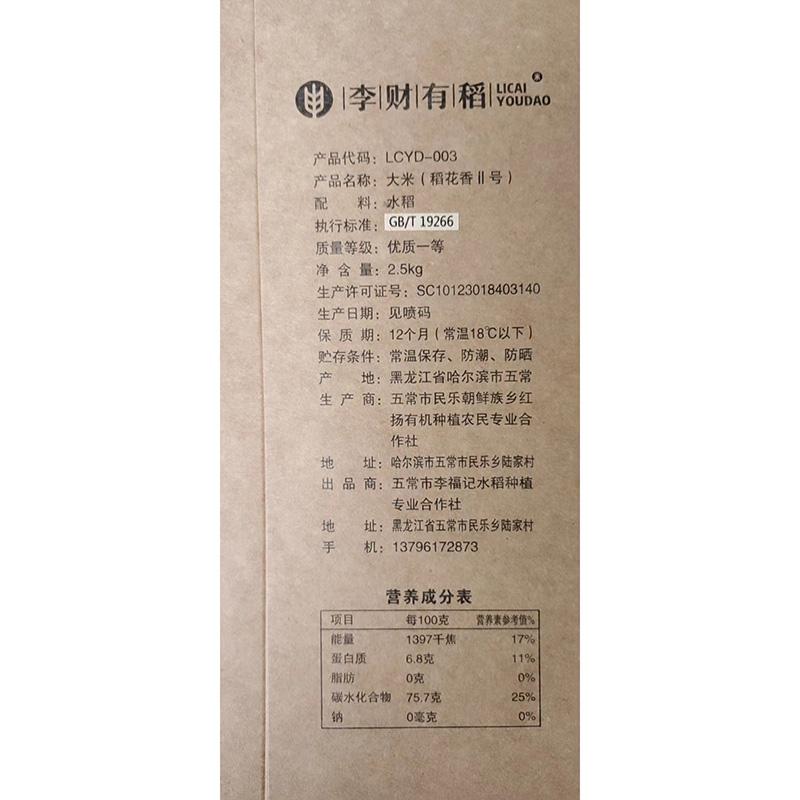 李财有稻 LICAI YOUDAO
产品代码：LCYD-003
产品名称：大米（稻花香Ⅱ号）
配 料：水稻
执行标准：GB/T 19266
质量等级：优质一等
净 含 量：2.5kg
生产许可证号：SC10123018403140
生产日期：见喷码
保 质 期：12个月（常温18℃以下）
贮存条件：常温保存、防潮、防晒
产 地：黑龙江省哈尔滨市五常
生 产 商：五常市民乐朝鲜族乡红
扬有机种植农民专业合
作社
地 址：哈尔滨市五常市民乐乡陆家村
出 品 商：五常市李福记水稻种植
专业合作社
地 址：黑龙江省五常市民乐乡陆家村
手 机：13796172873
营养成分表
项目 每100克 营养素参考值%
能量 1397千焦 17%
蛋白质 6.8克 11%
脂肪 0克 0%
碳水化合物 75.7克 25%
钠 0毫克 0%